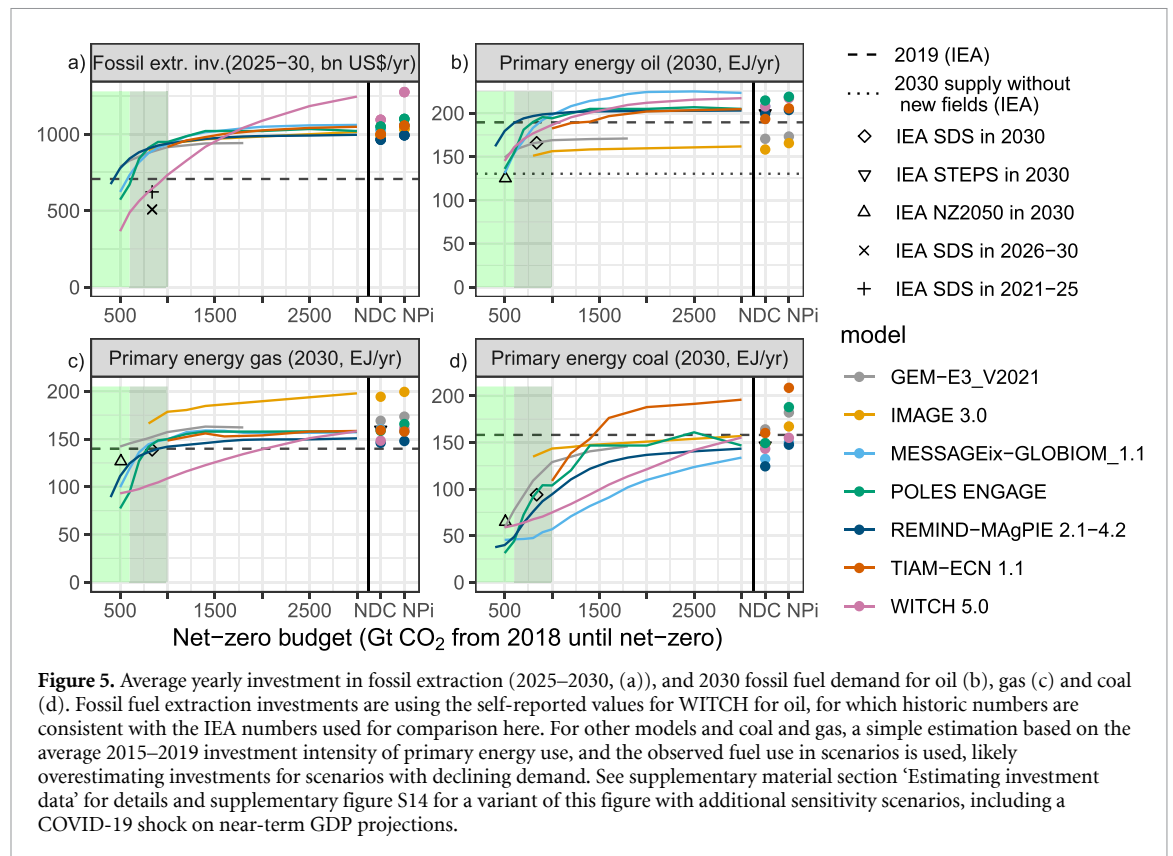 a) Fossil extr. inv.(2025−30, bn US$/yr)
1000
500
0
500 1500 2500 NDC NPi
b) Primary energy oil (2030, EJ/yr)
200
150
100
50
0
500 1500 2500 NDC NPi
c) Primary energy gas (2030, EJ/yr)
200
150
100
50
0
500 1500 2500 NDC NPi
d) Primary energy coal (2030, EJ/yr)
200
150
100
50
0
500 1500 2500 NDC NPi
Net−zero budget (Gt CO₂ from 2018 until net−zero)
2019 (IEA)
2030 supply without
new fields (IEA)
IEA SDS in 2030
IEA STEPS in 2030
IEA NZ2050 in 2030
IEA SDS in 2026−30
IEA SDS in 2021−25
model
GEM−E3_V2021
IMAGE 3.0
MESSAGEix−GLOBIOM_1.1
POLES ENGAGE
REMIND−MAgPIE 2.1−4.2
TIAM−ECN 1.1
WITCH 5.0
Figure 5. Average yearly investment in fossil extraction (2025–2030, (a)), and 2030 fossil fuel demand for oil (b), gas (c) and coal
(d). Fossil fuel extraction investments are using the self-reported values for WITCH for oil, for which historic numbers are
consistent with the IEA numbers used for comparison here. For other models and coal and gas, a simple estimation based on the
average 2015–2019 investment intensity of primary energy use, and the observed fuel use in scenarios is used, likely
overestimating investments for scenarios with declining demand. See supplementary material section ‘Estimating investment
data’ for details and supplementary figure S14 for a variant of this figure with additional sensitivity scenarios, including a
COVID-19 shock on near-term GDP projections.